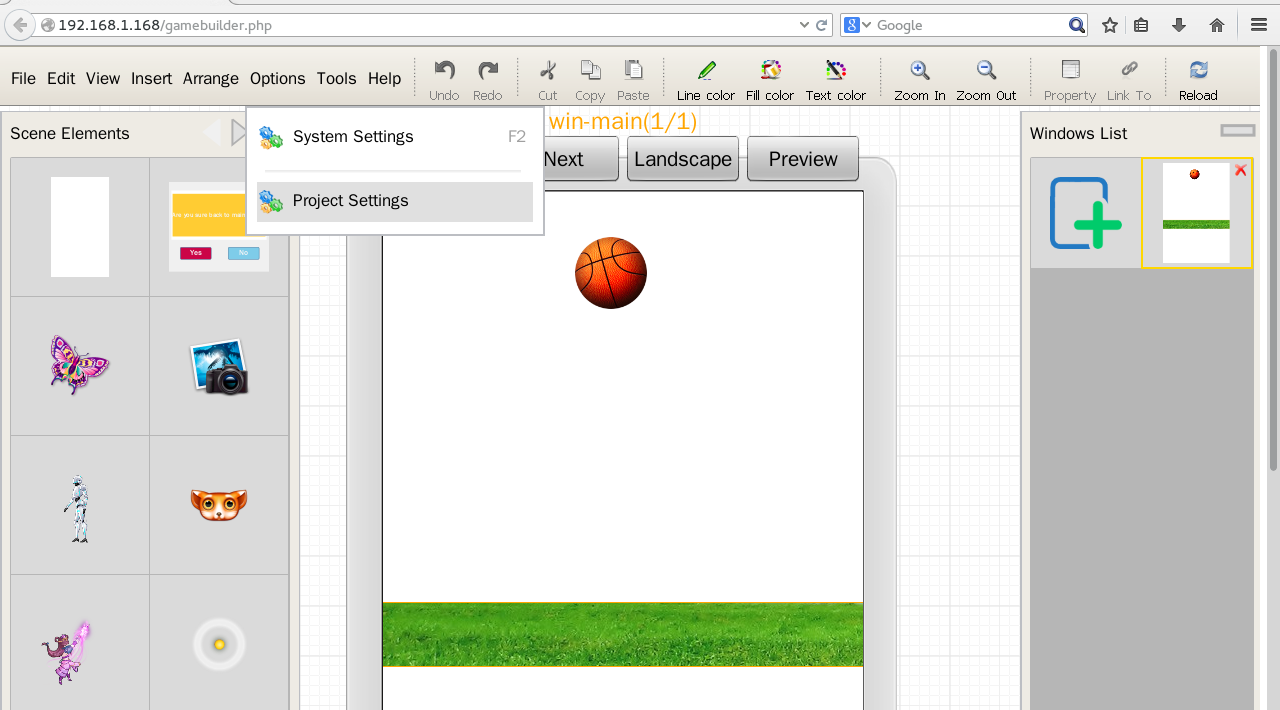 192.168.1.168/gamebuilder.php
Google
File Edit View Insert Arrange Options Tools Help
Undo Redo Cut Copy Paste Line color Fill color Text color Zoom In Zoom Out Property Link To Reload
Scene Elements
System Settings F2
Project Settings
win-main(1/1)
Next Landscape Preview
Windows List
Are you sure back to main
Yes No